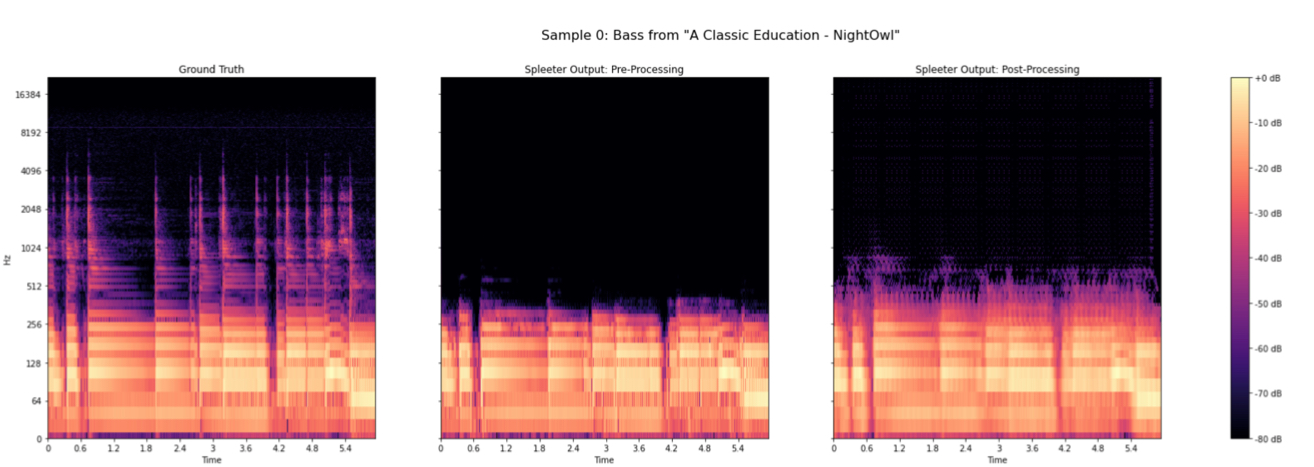 Sample 0: Bass from "A Classic Education - NightOwl"
Ground Truth
Spleeter Output: Pre-Processing
Spleeter Output: Post-Processing
16384
8192
4096
2048
1024
512
256
128
64
0
Hz
0 0.6 1.2 1.8 2.4 3 3.6 4.2 4.8 5.4
Time
0 0.6 1.2 1.8 2.4 3 3.6 4.2 4.8 5.4
Time
0 0.6 1.2 1.8 2.4 3 3.6 4.2 4.8 5.4
Time
+0 dB
-10 dB
-20 dB
-30 dB
-40 dB
-50 dB
-60 dB
-70 dB
-80 dB